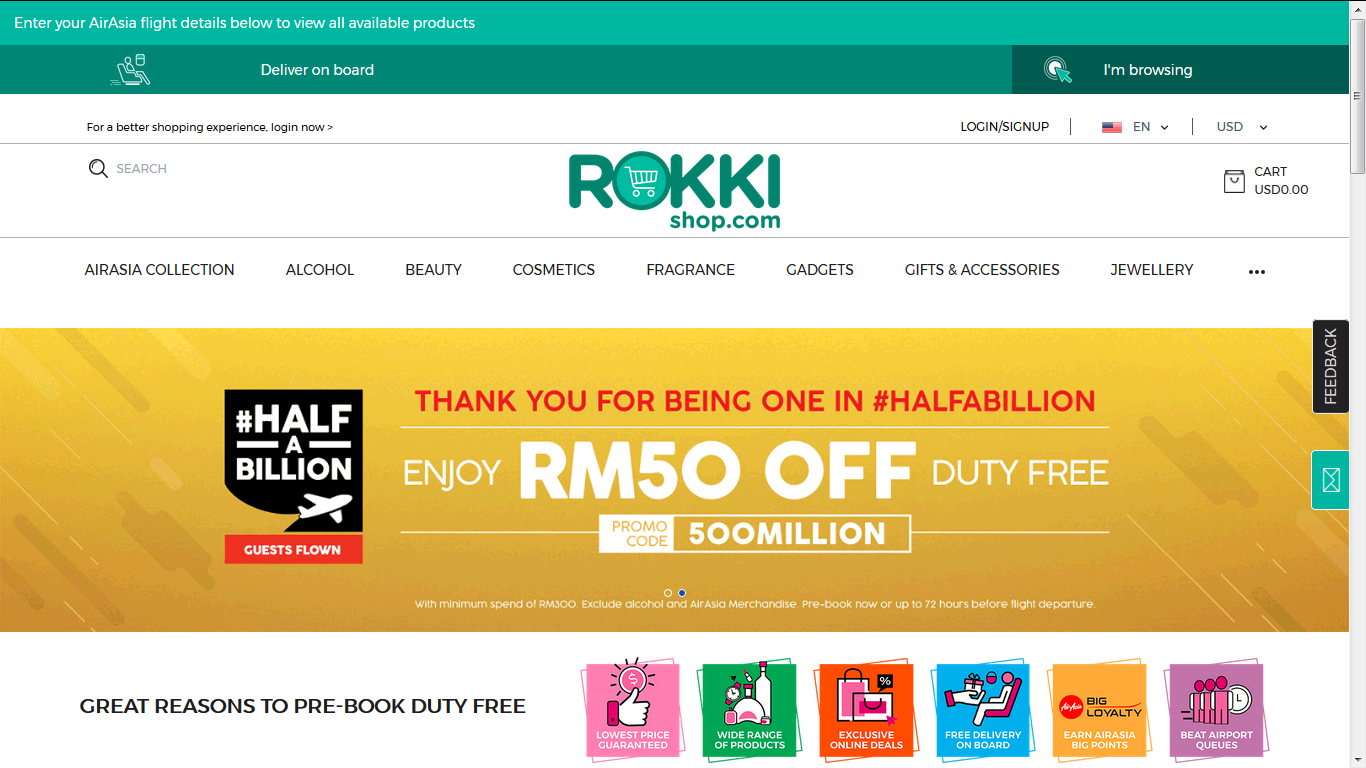 Enter your AirAsia flight details below to view all available products
Deliver on board
I'm browsing
For a better shopping experience, login now >
LOGIN/SIGNUP
EN
USD
SEARCH
ROKKI
shop.com
CART
USD0.00
AIRASIA COLLECTION
ALCOHOL
BEAUTY
COSMETICS
FRAGRANCE
GADGETS
GIFTS & ACCESSORIES
JEWELLERY
•••
FEEDBACK
#HALF
A
BILLION
GUESTS FLOWN
THANK YOU FOR BEING ONE IN #HALFABILLION
ENJOY RM50 OFF DUTY FREE
PROMO
CODE
500MILLION
With minimum spend of RM300. Exclude alcohol and AirAsia Merchandise. Pre-book now or up to 72 hours before flight departure.
GREAT REASONS TO PRE-BOOK DUTY FREE
$
LOWEST PRICE
GUARANTEED
WIDE RANGE
OF PRODUCTS
%
EXCLUSIVE
ONLINE DEALS
FREE DELIVERY
ON BOARD
AirAsia
BIG
LOYALTY
EARN AIRASIA
BIG POINTS
BEAT AIRPORT
QUEUES